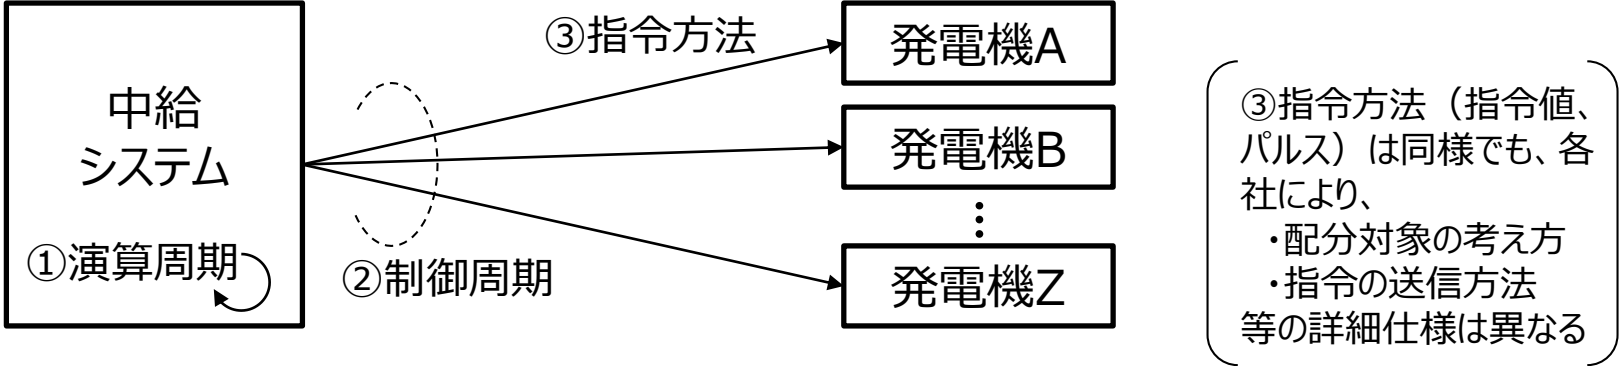 中給
システム
①演算周期
②制御周期
③指令方法
発電機A
発電機B
⋮
発電機Z
③指令方法（指令値、
パルス）は同様でも、各
社により、
・配分対象の考え方
・指令の送信方法
等の詳細仕様は異なる